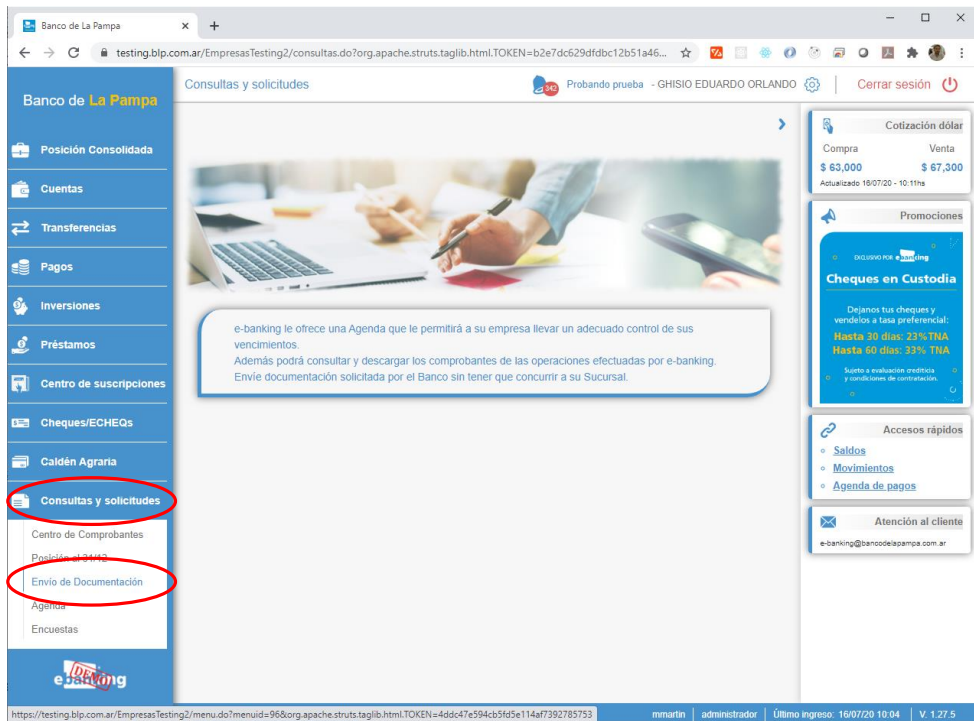 Banco de La Pampa
testing.blp.com.ar/EmpresasTesting2/consultas.do?org.apache.struts.taglib.html.TOKEN=b2e7dc629dfdbc12b51a46...
Banco de La Pampa
Consultas y solicitudes
342
Probando prueba - GHISIO EDUARDO ORLANDO
Cerrar sesión
Posición Consolidada
Cuentas
Transferencias
Pagos
Inversiones
Préstamos
Centro de suscripciones
Cheques/ECHEQs
Caldén Agraria
Consultas y solicitudes
Centro de Comprobantes
Posición al 31/12
Envío de Documentación
Agenda
Encuestas
ebanking
DEMO
e-banking le ofrece una Agenda que le permitirá a su empresa llevar un adecuado control de sus
vencimientos.
Además podrá consultar y descargar los comprobantes de las operaciones efectuadas por e-banking.
Envíe documentación solicitada por el Banco sin tener que concurrir a su Sucursal.
Cotización dólar
Compra Venta
$ 63,000 $ 67,300
Actualizado 16/07/20 - 10:11hs
Promociones
EXCLUSIVO POR ebanking
Cheques en Custodia
Dejanos tus cheques y
vendelos a tasa preferencial:
Hasta 30 días: 23%TNA
Hasta 60 días: 33% TNA
Sujeto a evaluación crediticia
y condiciones de contratación.
Accesos rápidos
Saldos
Movimientos
Agenda de pagos
Atención al cliente
e-banking@bancodelapampa.com.ar
https://testing.blp.com.ar/EmpresasTesting2/menu.do?menuid=96&org.apache.struts.taglib.html.TOKEN=4ddc47e594cb5fd5e114af7392785753
mmartin | administrador | Último ingreso: 16/07/20 10:04 | V. 1.27.5